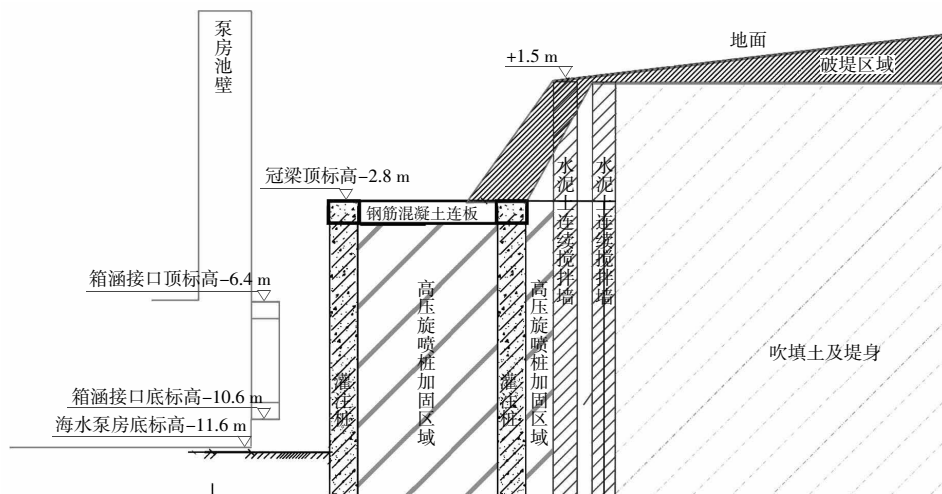 泵房池壁
地面
+1.5 m
破堤区域
冠梁顶标高-2.8 m
钢筋混凝土连板
水泥土连续搅拌墙
水泥土连续搅拌墙
箱涵接口顶标高-6.4 m
高压旋喷桩加固区域
高压旋喷桩加固区域
吹填土及堤身
灌注桩
灌注桩
箱涵接口底标高-10.6 m
海水泵房底标高-11.6 m